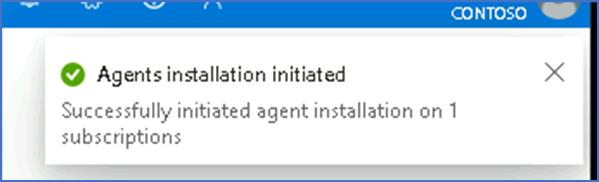 CONTOSO
Agents installation initiated
Successfully initiated agent installation on 1
subscriptions